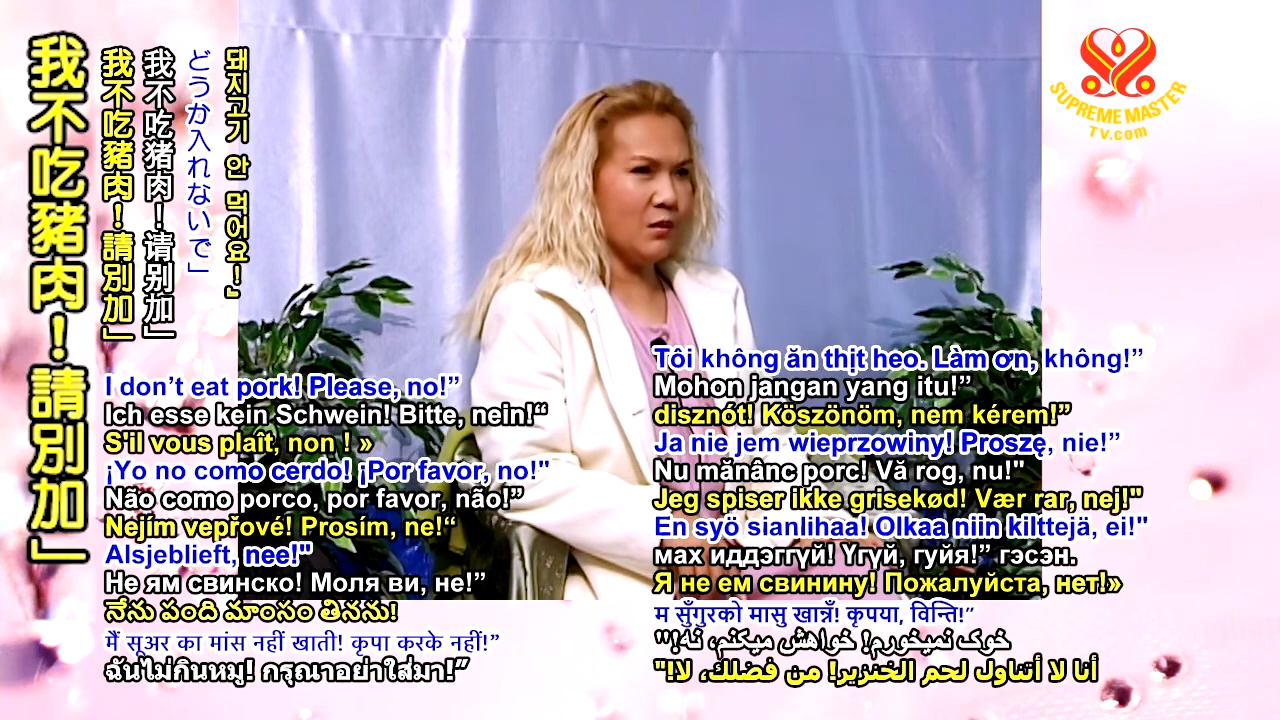 我不吃豬肉！請別加」
我不吃豬肉！請別加」
我不吃猪肉！请别加」
どうか入れないで」
돼지고기 안 먹어요!』
SUPREME MASTER
TV.com
I don’t eat pork! Please, no!”
Ich esse kein Schwein! Bitte, nein!“
S'il vous plaît, non ! »
¡Yo no como cerdo! ¡Por favor, no!"
Não como porco, por favor, não!”
Nejím vepřové! Prosím, ne!“
Alsjeblieft, nee!"
Не ям свинско! Моля ви, не!”
నేను పంది మాంసం తినను!
मैं सूअर का मांस नहीं खाती! कृपा करके नहीं!”
ฉันไม่กินหมู! กรุณาอย่าใส่มา!”
Tôi không ăn thịt heo. Làm ơn, không!”
Mohon jangan yang itu!”
disznót! Köszönöm, nem kérem!”
Ja nie jem wieprzowiny! Proszę, nie!”
Nu mănânc porc! Vă rog, nu!"
Jeg spiser ikke grisekød! Vær rar, nej!"
En syö sianlihaa! Olkaa niin kilttejä, ei!"
мах иддэггүй! Үгүй, гуйя!” гэсэн.
Я не ем свинину! Пожалуйста, нет!»
म सुँगुरको मासु खान्नँ! कृपया, विन्ति!”
خوک نمیخورم! خواهش میکنم، نه!"
أنا لا أتناول لحم الخنزير! من فضلك، لا!"